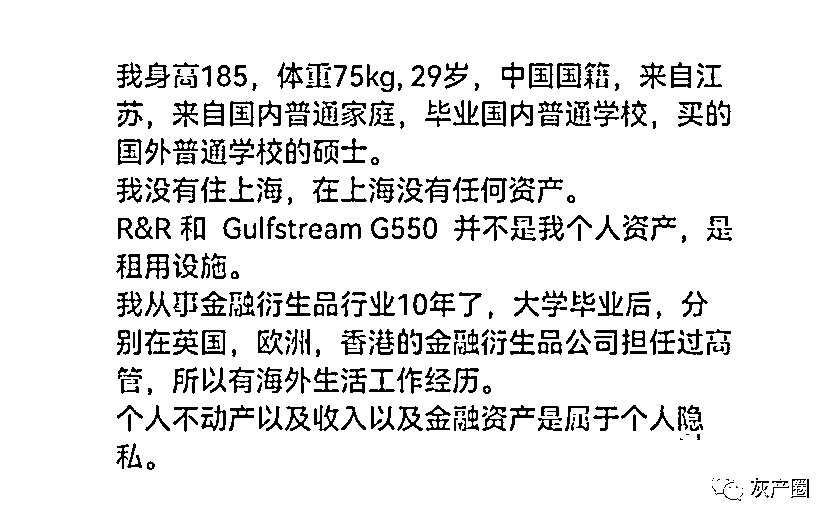 我身高185，体重75kg, 29岁，中国国籍，来自江
苏，来自国内普通家庭，毕业国内普通学校，买的
国外普通学校的硕士。
我没有住上海，在上海没有任何资产。
R&R 和 Gulfstream G550 并不是我个人资产，是
租用设施。
我从事金融衍生品行业10年了，大学毕业后，分
别在英国，欧洲，香港的金融衍生品公司担任过高
管，所以有海外生活工作经历。
个人不动产以及收入以及金融资产是属于个人隐
私。
灰产圈